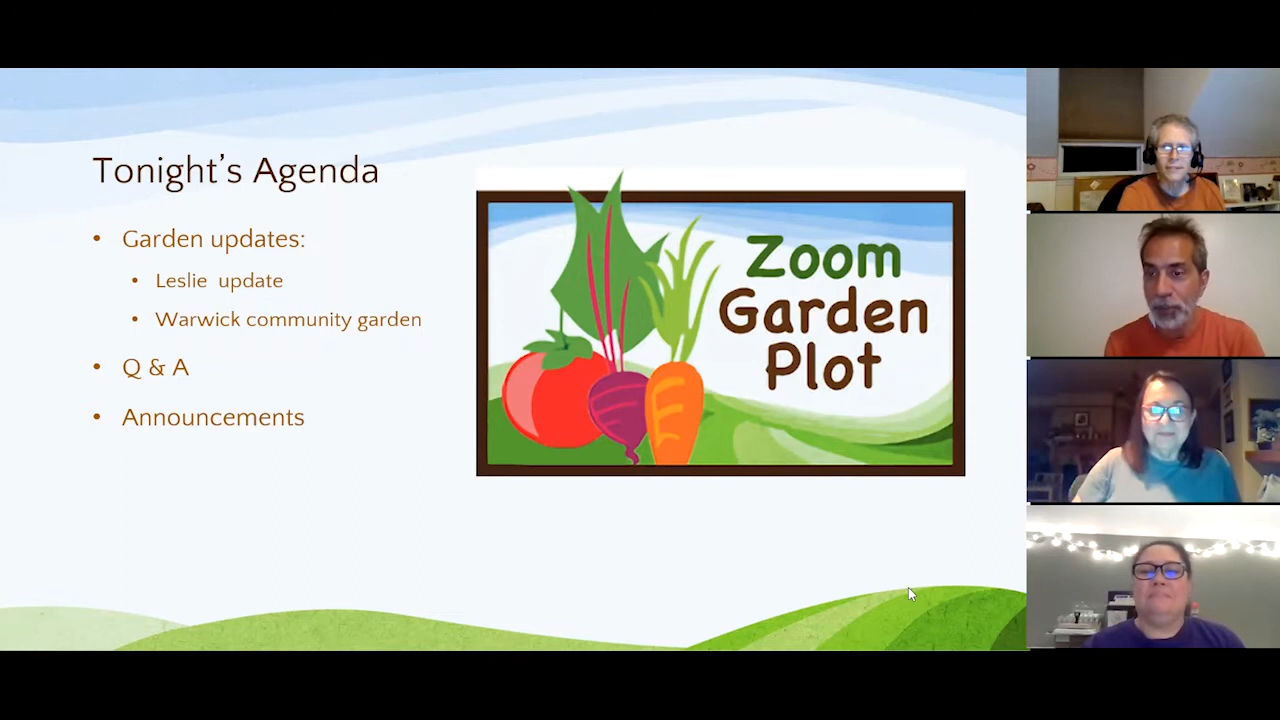 Tonight's Agenda
• Garden updates:
• Leslie update
• Warwick community garden
• Q & A
• Announcements
Zoom
Garden
Plot